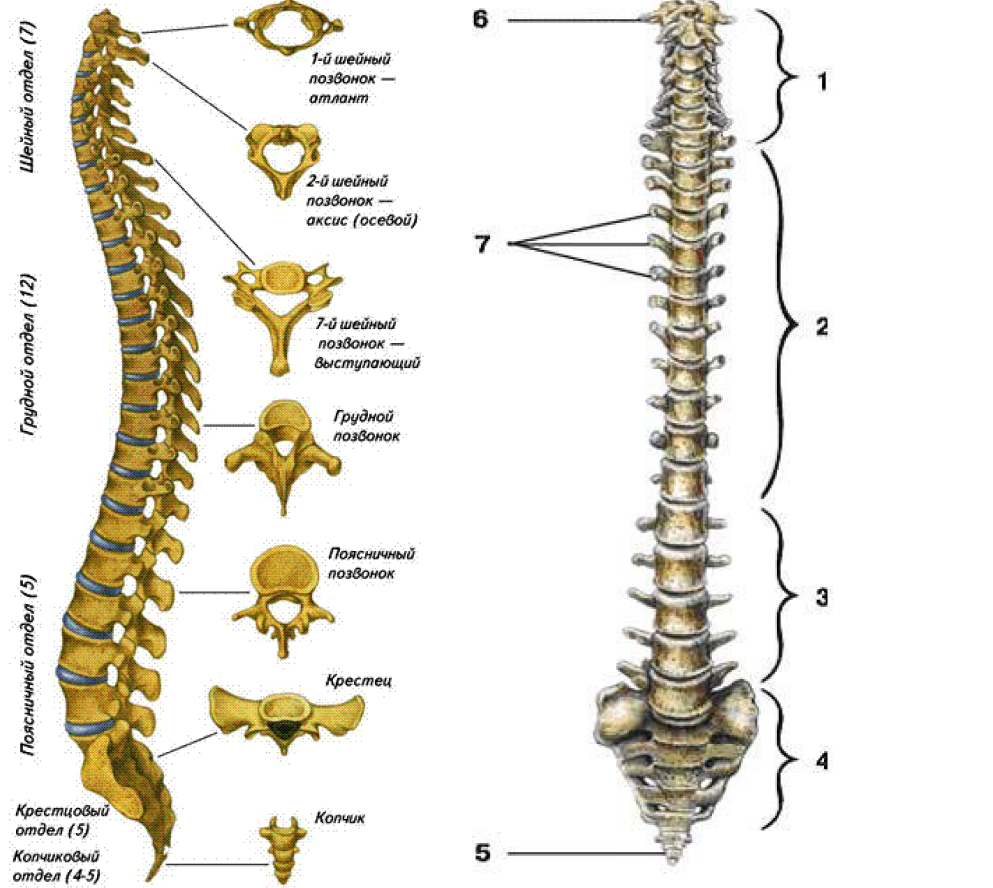 Шейный отдел (7)
1-й шейный
позвонок —
атлант
2-й шейный
позвонок —
аксис (осевой)
Грудной отдел (12)
7-й шейный
позвонок —
выступающий
Грудной
позвонок
Поясничный отдел (5)
Поясничный
позвонок
Крестец
Крестцовый
отдел (5)
Копчик
Копчиковый
отдел (4-5)
6
1
7
2
3
4
5